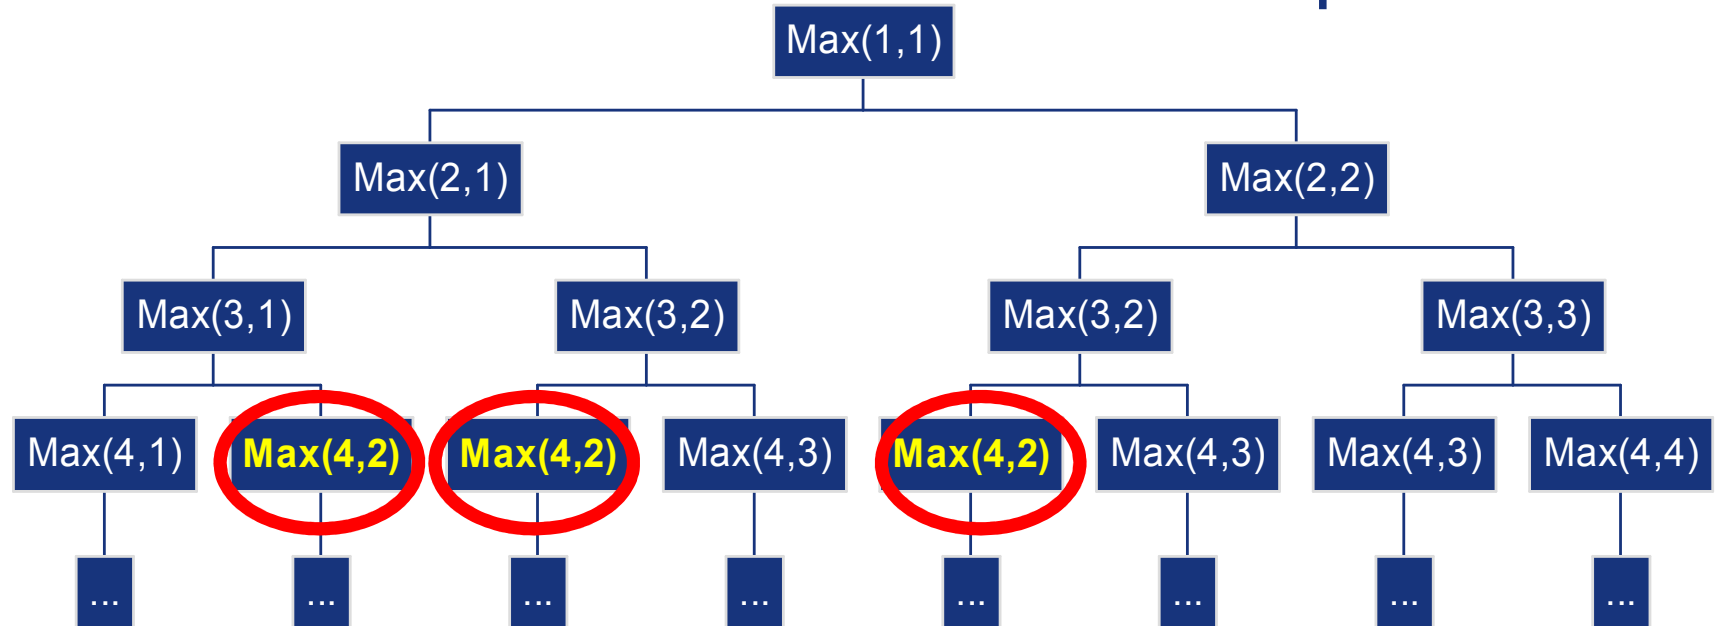 Max(1,1)
Max(2,1) Max(2,2)
Max(3,1) Max(3,2) Max(3,2) Max(3,3)
Max(4,1) Max(4,2) Max(4,2) Max(4,3) Max(4,2) Max(4,3) Max(4,3) Max(4,4)
... ... ... ... ... ... ... ...